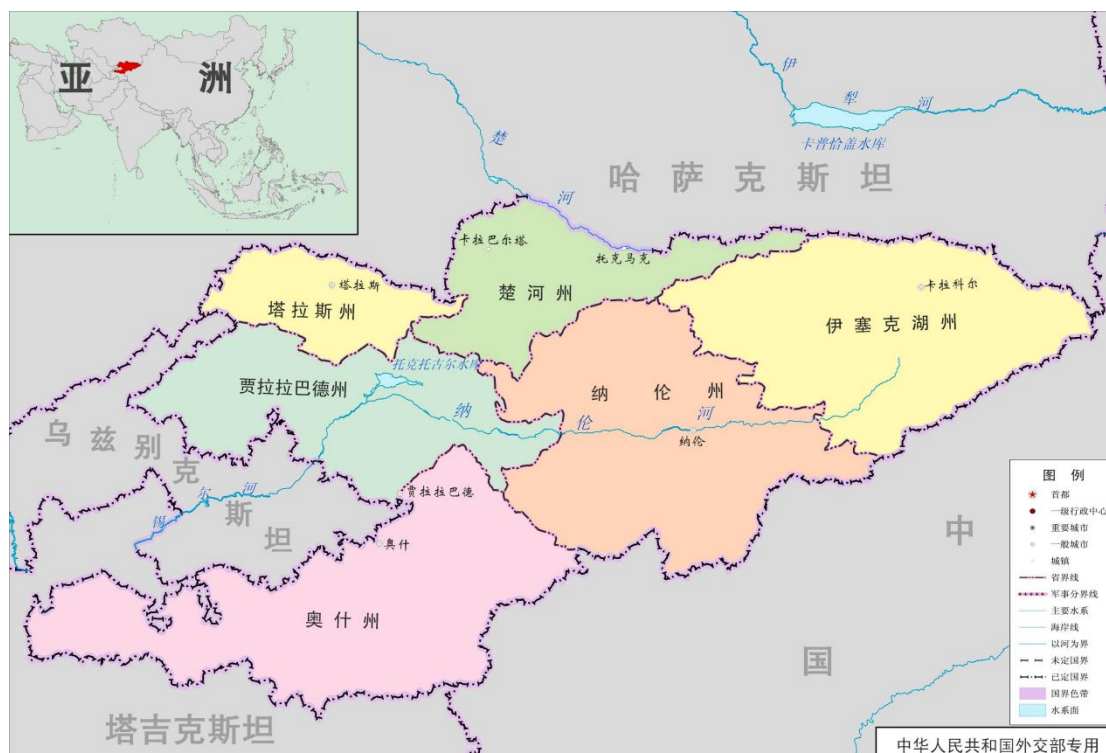 亚 洲
伊 犁 河
卡普恰盖水库
楚 河
哈萨克斯坦
卡拉巴尔塔
托克马克
楚河州
塔拉斯
塔拉斯州
卡拉科尔
伊塞克湖州
托克托古尔水库
贾拉拉巴德州
纳伦州
纳 伦 河
纳伦
乌兹别克斯坦
锡 尔 河
贾拉拉巴德
奥什
奥什州
塔吉克斯坦
中 国
图 例
首都
一级行政中心
重要城市
一般城市
城镇
省界线
军事分界线
主要水系
海岸线
以河为界
未定国界
已定国界
国界色带
水系面
中华人民共和国外交部专用